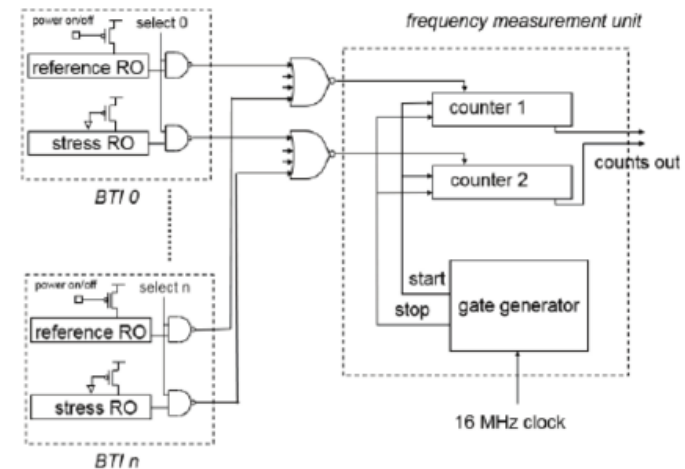 frequency measurement unit
power on/off
select 0
reference RO
stress RO
BTI 0
counter 1
counter 2
counts out
start
stop
gate generator
16 MHz clock
power on/off
select n
reference RO
stress RO
BTI n